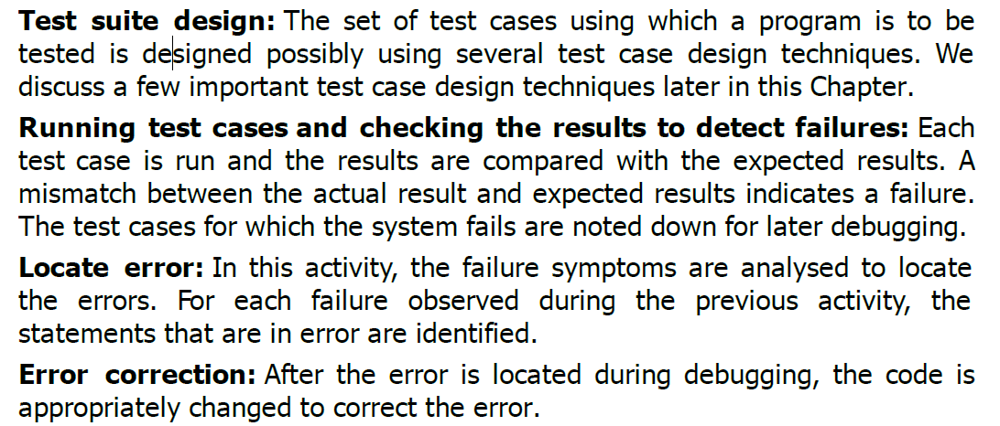 Test suite design: The set of test cases using which a program is to be
tested is designed possibly using several test case design techniques. We
discuss a few important test case design techniques later in this Chapter.
Running test cases and checking the results to detect failures: Each
test case is run and the results are compared with the expected results. A
mismatch between the actual result and expected results indicates a failure.
The test cases for which the system fails are noted down for later debugging.
Locate error: In this activity, the failure symptoms are analysed to locate
the errors. For each failure observed during the previous activity, the
statements that are in error are identified.
Error correction: After the error is located during debugging, the code is
appropriately changed to correct the error.